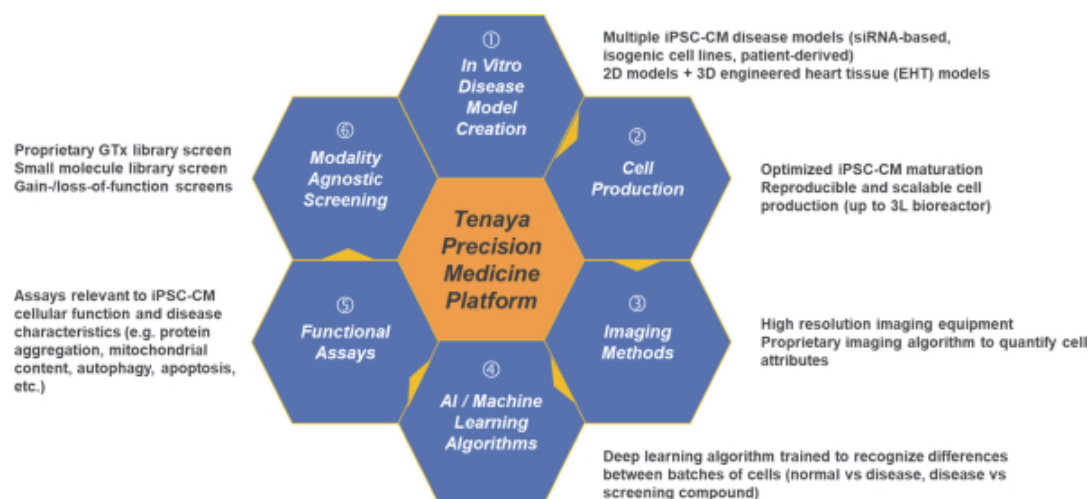 ①
In Vitro
Disease
Model
Creation
Multiple iPSC-CM disease models (siRNA-based,
isogenic cell lines, patient-derived)
2D models + 3D engineered heart tissue (EHT) models
②
Cell
Production
Optimized iPSC-CM maturation
Reproducible and scalable cell
production (up to 3L bioreactor)
③
Imaging
Methods
High resolution imaging equipment
Proprietary imaging algorithm to quantify cell
attributes
④
AI / Machine
Learning
Algorithms
Deep learning algorithm trained to recognize differences
between batches of cells (normal vs disease, disease vs
screening compound)
⑤
Functional
Assays
Assays relevant to iPSC-CM
cellular function and disease
characteristics (e.g. protein
aggregation, mitochondrial
content, autophagy, apoptosis,
etc.)
⑥
Modality
Agnostic
Screening
Proprietary GTx library screen
Small molecule library screen
Gain-/loss-of-function screens
Tenaya
Precision
Medicine
Platform